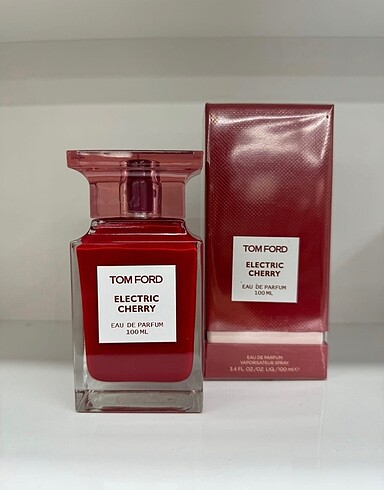 TOM FORD
ELECTRIC
CHERRY
EAU DE PARFUM
100 ML
TOM FORD
ELECTRIC
CHERRY
EAU DE PARFUM
100 ML
EAU DE PARFUM
VAPORISATEUR SPRAY
3.4 FL. OZ./OZ. LIQ./100 ml ℮